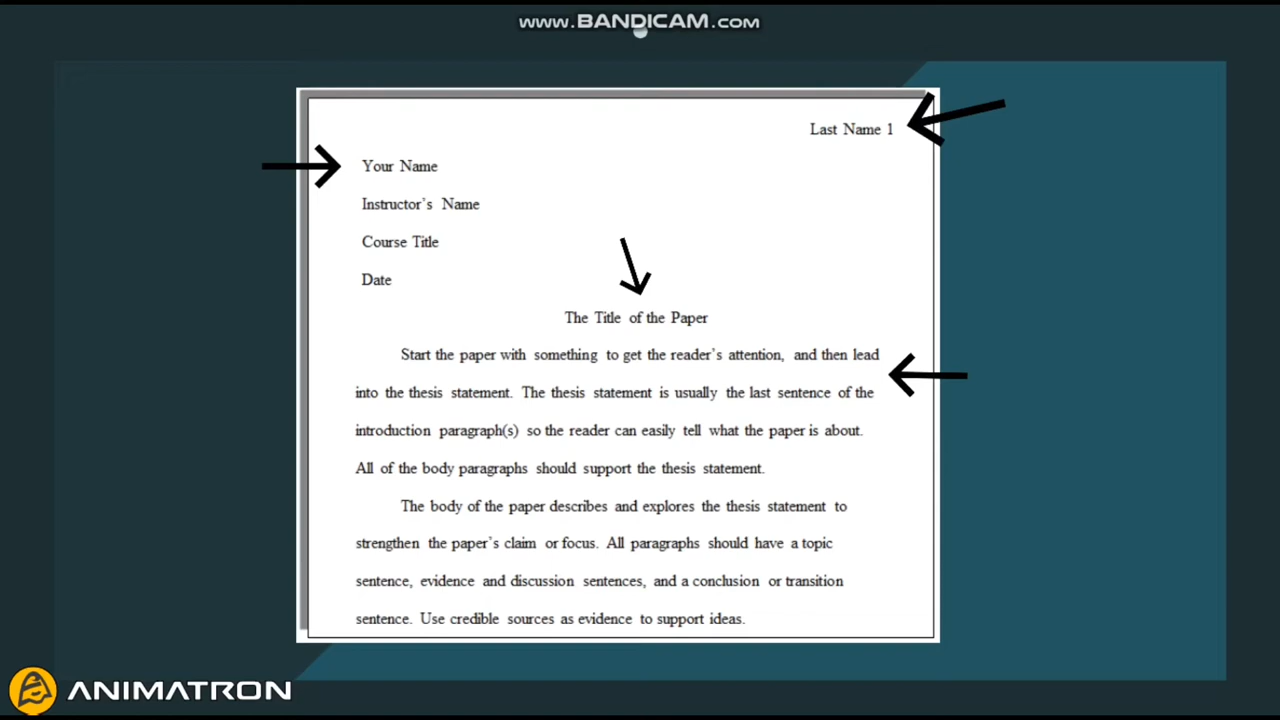 www.BANDICAM.com
Last Name 1
Your Name
Instructor’s Name
Course Title
Date
The Title of the Paper
Start the paper with something to get the reader’s attention, and then lead
into the thesis statement. The thesis statement is usually the last sentence of the
introduction paragraph(s) so the reader can easily tell what the paper is about.
All of the body paragraphs should support the thesis statement.
The body of the paper describes and explores the thesis statement to
strengthen the paper’s claim or focus. All paragraphs should have a topic
sentence, evidence and discussion sentences, and a conclusion or transition
sentence. Use credible sources as evidence to support ideas.
ANIMATRON